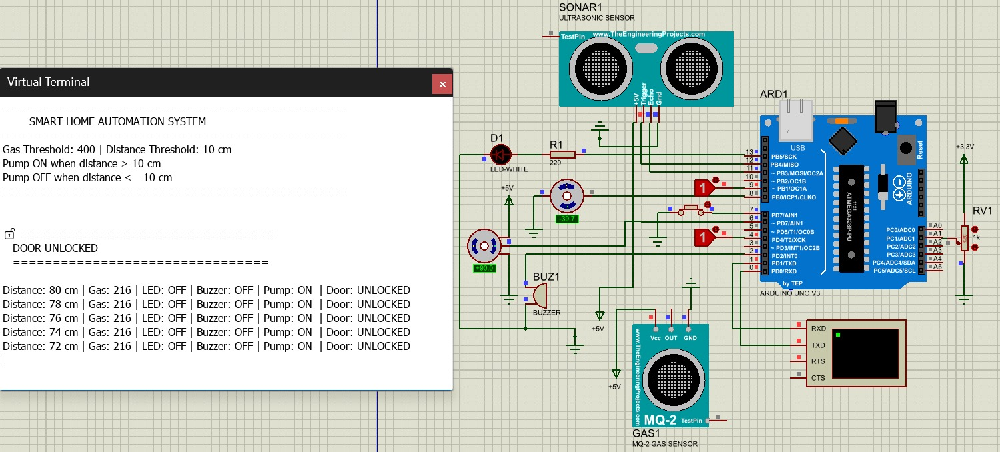 SONAR1
ULTRASONIC SENSOR
TestPin
www.TheEngineeringProjects.com
+5V
Trigger
Echo
Gnd
Virtual Terminal
===========================================
SMART HOME AUTOMATION SYSTEM
===========================================
Gas Threshold: 400 | Distance Threshold: 10 cm
Pump ON when distance > 10 cm
Pump OFF when distance <= 10 cm
===========================================
🔓 ================================
DOOR UNLOCKED
================================
Distance: 80 cm | Gas: 216 | LED: OFF | Buzzer: OFF | Pump: ON | Door: UNLOCKED
Distance: 78 cm | Gas: 216 | LED: OFF | Buzzer: OFF | Pump: ON | Door: UNLOCKED
Distance: 76 cm | Gas: 216 | LED: OFF | Buzzer: OFF | Pump: ON | Door: UNLOCKED
Distance: 74 cm | Gas: 216 | LED: OFF | Buzzer: OFF | Pump: ON | Door: UNLOCKED
Distance: 72 cm | Gas: 216 | LED: OFF | Buzzer: OFF | Pump: ON | Door: UNLOCKED
D1
LED-WHITE
R1
220
-39.7
+5V
+90.0
BUZ1
BUZZER
1
1
+5V
+5V
ARD1
USB
Reset
13 PB5/SCK
12 PB4/MISO
11 ~ PB3/MOSI/OC2A
10 ~ PB2/OC1B
9 ~ PB1/OC1A
8 PB0/ICP1/CLKO
7 PD7/AIN1
6 ~ PD7/AIN1
5 ~ PD5/T1/OC0B
4 PD4/T0/XCK
3 ~ PD3/INT1/OC2B
2 PD2/INT0
1 PD1/TXD
0 PD0/RXD
ATMEGA328P-PU
1121
ARDUINO
PC0/ADC0 A0
PC1/ADC1 A1
PC2/ADC2 A2
PC3/ADC3 A3
PC4/ADC4/SDA A4
PC5/ADC5/SCL A5
by TEP
ARDUINO UNO V3
+3.3V
RV1
1k
www.TheEngineeringProjects.com
Vcc OUT GND
MQ-2
TestPin
GAS1
MQ-2 GAS SENSOR
RXD
TXD
RTS
CTS